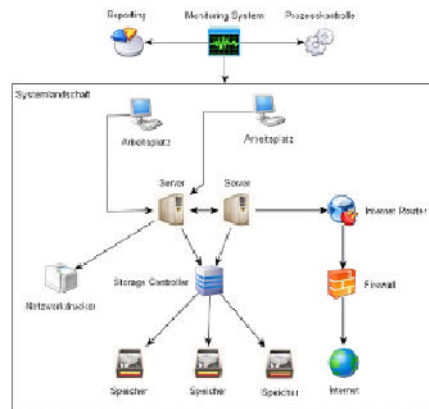 Reporting
Monitoring System
Prozesskontrolle
Systemlandschaft
Arbeitsplatz
Arbeitsplatz
Server
Server
Internet Router
Storage Controller
Firewall
Netzwerkdrucker
Speicher
Speicher
Speicher
Internet